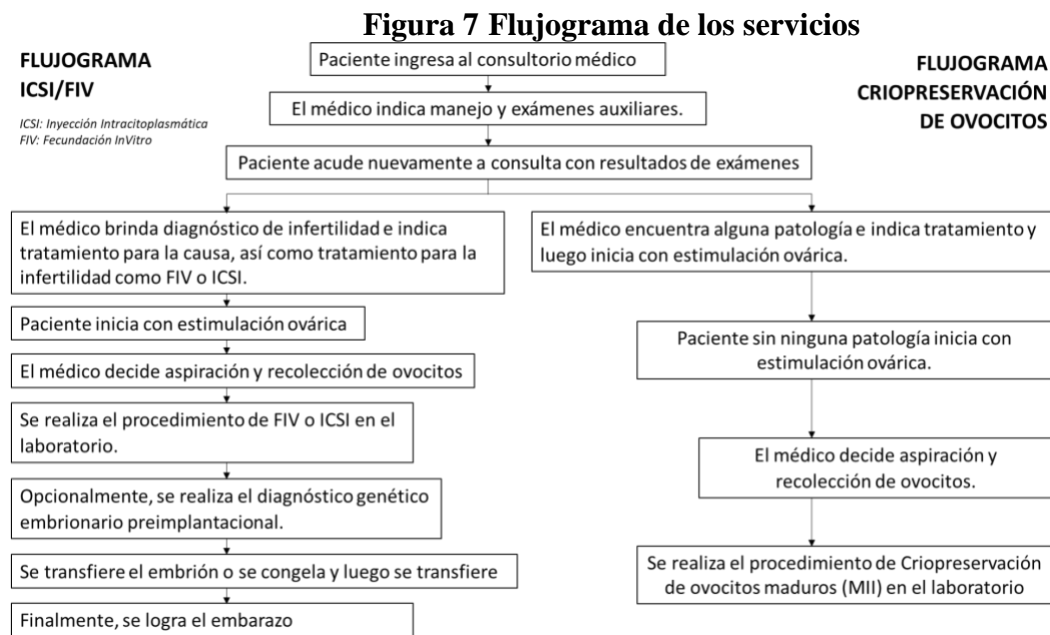 Figura 7 Flujograma de los servicios
FLUJOGRAMA
ICSI/FIV
ICSI: Inyección Intracitoplasmática
FIV: Fecundación InVitro
FLUJOGRAMA
CRIOPRESERVACIÓN
DE OVOCITOS
Paciente ingresa al consultorio médico
El médico indica manejo y exámenes auxiliares.
Paciente acude nuevamente a consulta con resultados de exámenes
El médico brinda diagnóstico de infertilidad e indica
tratamiento para la causa, así como tratamiento para la
infertilidad como FIV o ICSI.
Paciente inicia con estimulación ovárica
El médico decide aspiración y recolección de ovocitos
Se realiza el procedimiento de FIV o ICSI en el
laboratorio.
Opcionalmente, se realiza el diagnóstico genético
embrionario preimplantacional.
Se transfiere el embrión o se congela y luego se transfiere
Finalmente, se logra el embarazo
El médico encuentra alguna patología e indica tratamiento y
luego inicia con estimulación ovárica.
Paciente sin ninguna patología inicia con
estimulación ovárica.
El médico decide aspiración y
recolección de ovocitos.
Se realiza el procedimiento de Criopreservación
de ovocitos maduros (MII) en el laboratorio